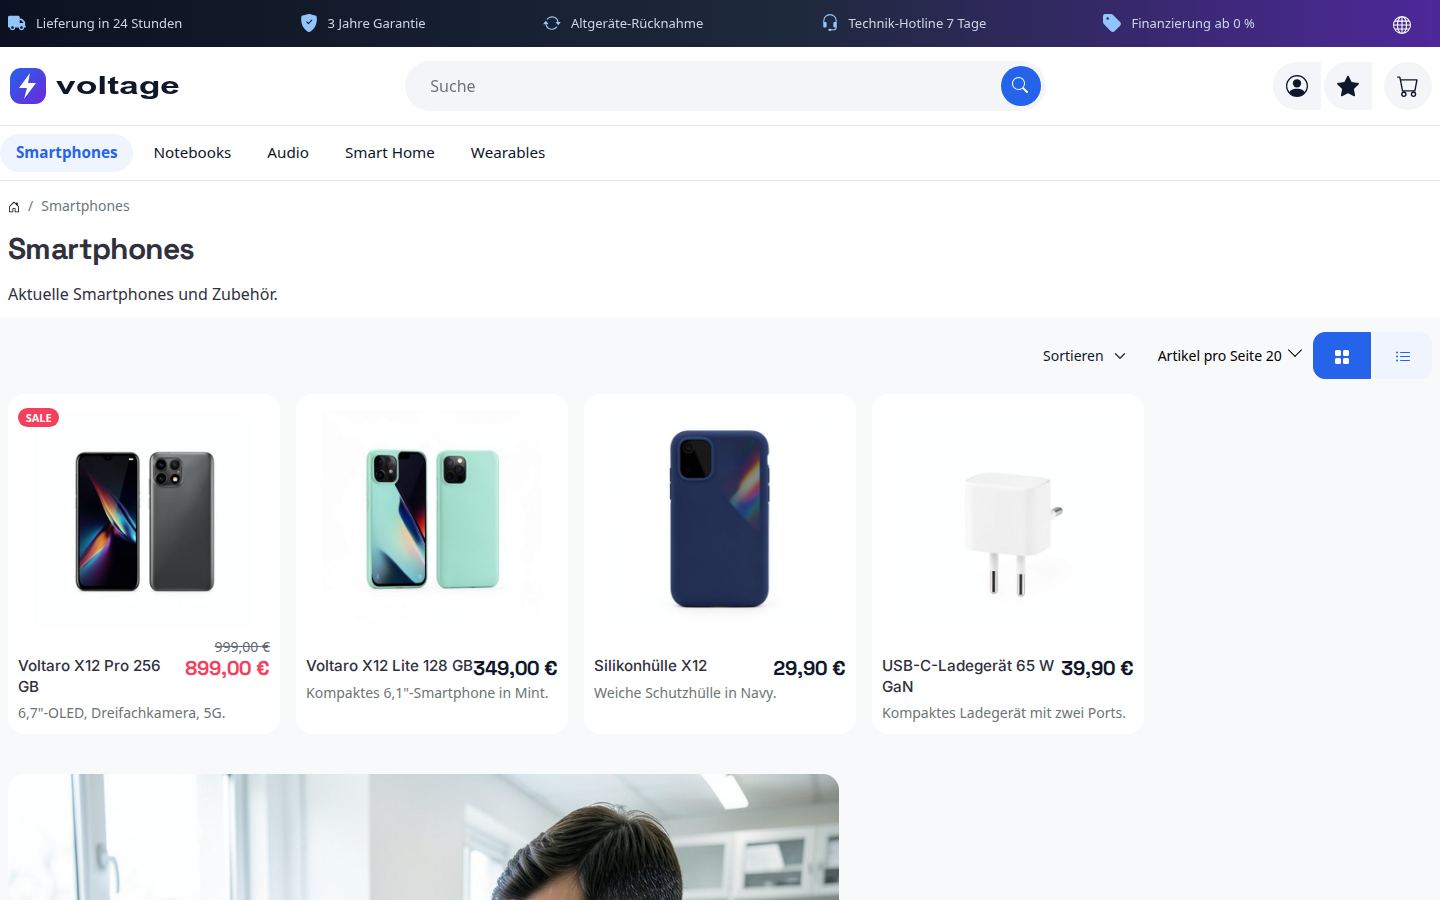 Lieferung in 24 Stunden
3 Jahre Garantie
Altgeräte-Rücknahme
Technik-Hotline 7 Tage
Finanzierung ab 0 %
voltage
Suche
Smartphones
Notebooks
Audio
Smart Home
Wearables
/ Smartphones
Smartphones
Aktuelle Smartphones und Zubehör.
Sortieren
Artikel pro Seite 20
SALE
999,00 €
Voltaro X12 Pro 256 899,00 €
GB
6,7"-OLED, Dreifachkamera, 5G.
Voltaro X12 Lite 128 GB 349,00 €
Kompaktes 6,1"-Smartphone in Mint.
Silikonhülle X12 29,90 €
Weiche Schutzhülle in Navy.
USB-C-Ladegerät 65 W 39,90 €
GaN
Kompaktes Ladegerät mit zwei Ports.